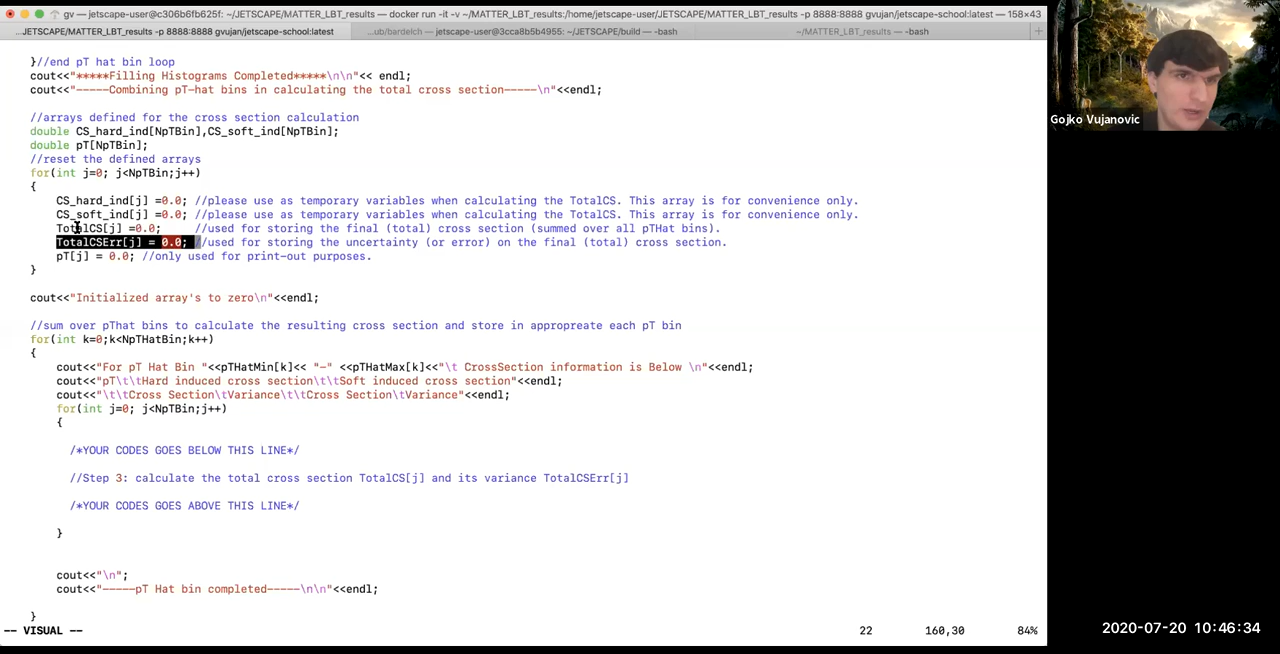 gv — jetscape-user@c306b6fb625f: ~/JETSCAPE/MATTER_LBT_results — docker run -it -v ~/MATTER_LBT_results:/home/jetscape-user/JETSCAPE/MATTER_LBT_results -p 8888:8888 gvujan/jetscape-school:latest — 158×43
...JETSCAPE/MATTER_LBT_results -p 8888:8888 gvujan/jetscape-school:latest
...ub/bardelch — jetscape-user@3cca8b5b4955: ~/JETSCAPE/build — -bash
~/MATTER_LBT_results — -bash
}//end pT hat bin loop
cout<<"*****Filling Histograms Completed*****\n\n"<< endl;
cout<<"-----Combining pT-hat bins in calculating the total cross section-----\n"<<endl;
//arrays defined for the cross section calculation
double CS_hard_ind[NpTBin],CS_soft_ind[NpTBin];
double pT[NpTBin];
//reset the defined arrays
for(int j=0; j<NpTBin;j++)
{
CS_hard_ind[j] =0.0; //please use as temporary variables when calculating the TotalCS. This array is for convenience only.
CS_soft_ind[j] =0.0; //please use as temporary variables when calculating the TotalCS. This array is for convenience only.
TotalCS[j] =0.0; //used for storing the final (total) cross section (summed over all pTHat bins).
TotalCSErr[j] = 0.0; //used for storing the uncertainty (or error) on the final (total) cross section.
pT[j] = 0.0; //only used for print-out purposes.
}
cout<<"Initialized array's to zero\n"<<endl;
//sum over pThat bins to calculate the resulting cross section and store in appropreate each pT bin
for(int k=0;k<NpTHatBin;k++)
{
cout<<"For pT Hat Bin "<<pTHatMin[k]<< "-" <<pTHatMax[k]<<"\t CrossSection information is Below \n"<<endl;
cout<<"pT\t\tHard induced cross section\t\tSoft induced cross section"<<endl;
cout<<"\t\tCross Section\tVariance\t\tCross Section\tVariance"<<endl;
for(int j=0; j<NpTBin;j++)
{
/*YOUR CODES GOES BELOW THIS LINE*/
//Step 3: calculate the total cross section TotalCS[j] and its variance TotalCSErr[j]
/*YOUR CODES GOES ABOVE THIS LINE*/
}
cout<<"\n";
cout<<"-----pT Hat bin completed-----\n\n"<<endl;
}
-- VISUAL -- 22 160,30 84%
Gojko Vujanovic
2020-07-20 10:46:34